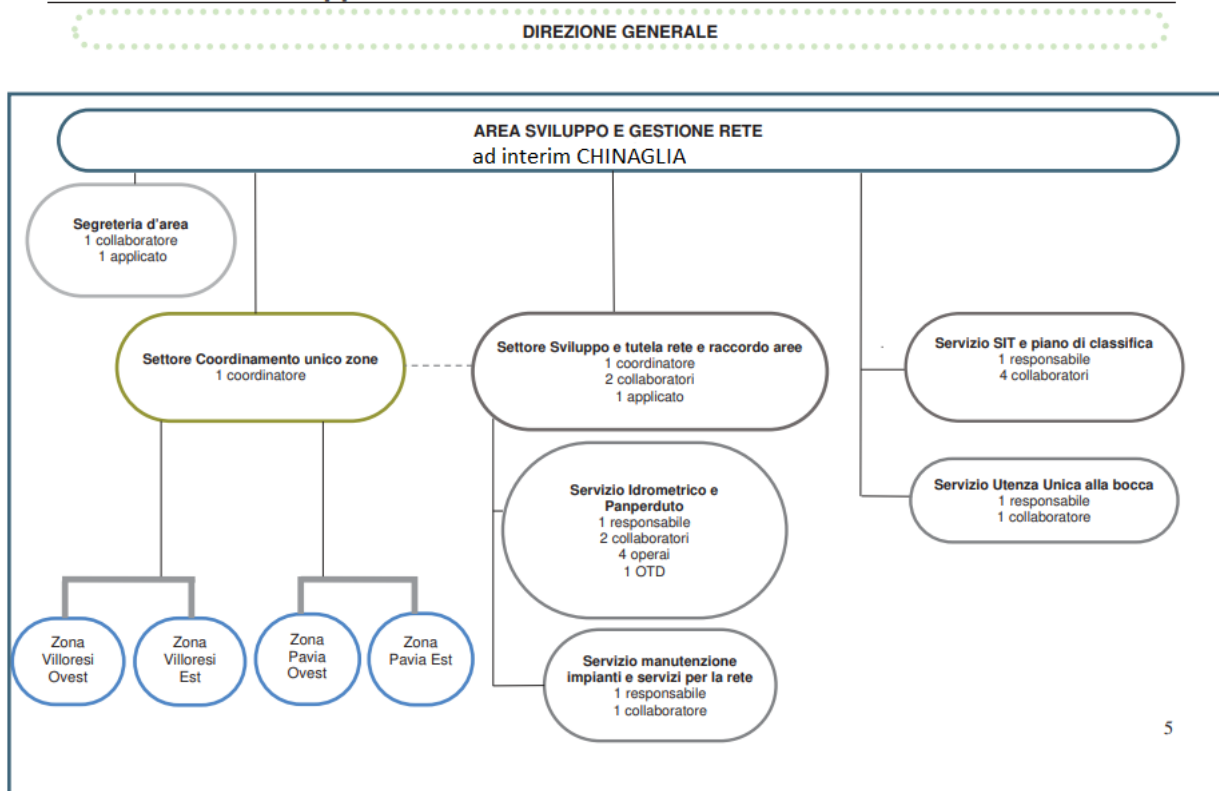 DIREZIONE GENERALE
AREA SVILUPPO E GESTIONE RETE
ad interim CHINAGLIA
Segreteria d'area
1 collaboratore
1 applicato
Settore Coordinamento unico zone
1 coordinatore
Settore Sviluppo e tutela rete e raccordo aree
1 coordinatore
2 collaboratori
1 applicato
Servizio SIT e piano di classifica
1 responsabile
4 collaboratori
Servizio Idrometrico e
Panperduto
1 responsabile
2 collaboratori
4 operai
1 OTD
Servizio Utenza Unica alla bocca
1 responsabile
1 collaboratore
Zona
Villoresi
Ovest
Zona
Villoresi
Est
Zona
Pavia
Ovest
Zona
Pavia Est
Servizio manutenzione
impianti e servizi per la rete
1 responsabile
1 collaboratore
5